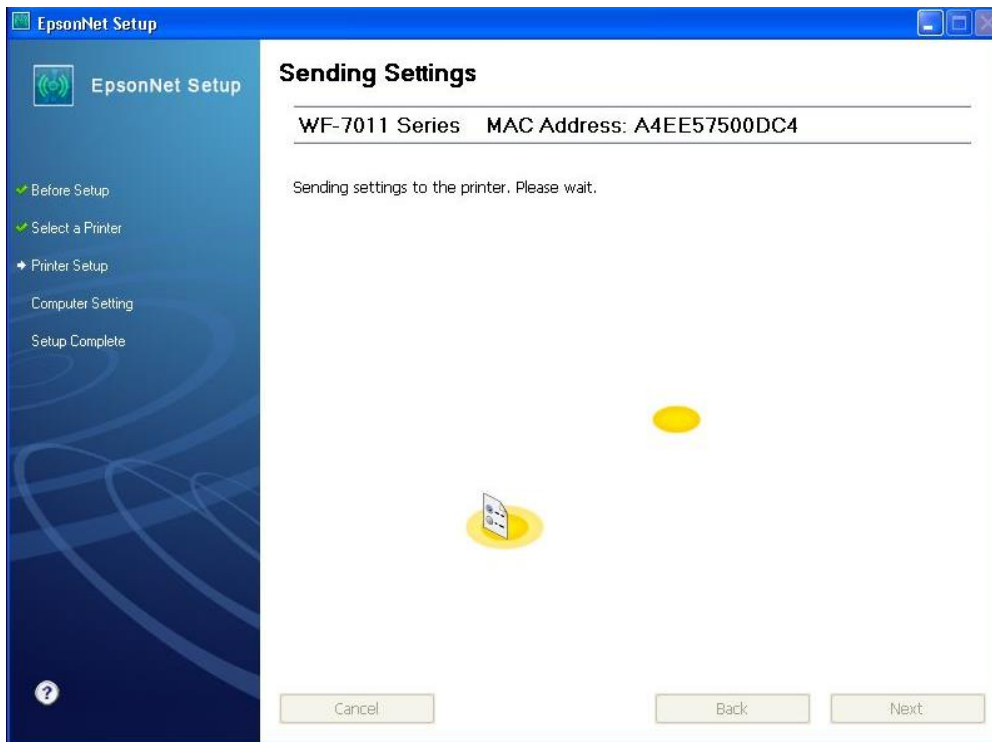 EpsonNet Setup
EpsonNet Setup
Sending Settings
WF-7011 Series MAC Address: A4EE57500DC4
Before Setup
Sending settings to the printer. Please wait.
Select a Printer
Printer Setup
Computer Setting
Setup Complete
?
Cancel
Back
Next